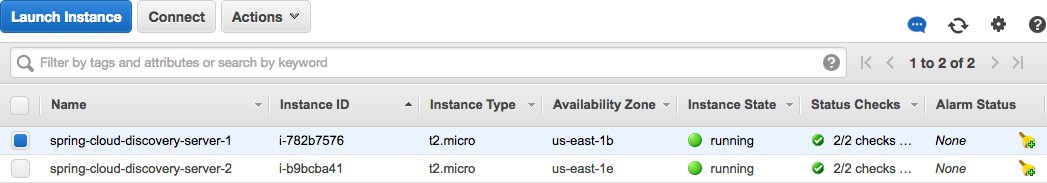 Launch Instance Connect Actions
Filter by tags and attributes or search by keyword 1 to 2 of 2
Name Instance ID Instance Type Availability Zone Instance State Status Checks Alarm Status
spring-cloud-discovery-server-1 i-782b7576 t2.micro us-east-1b running 2/2 checks ... None
spring-cloud-discovery-server-2 i-b9bcba41 t2.micro us-east-1e running 2/2 checks ... None